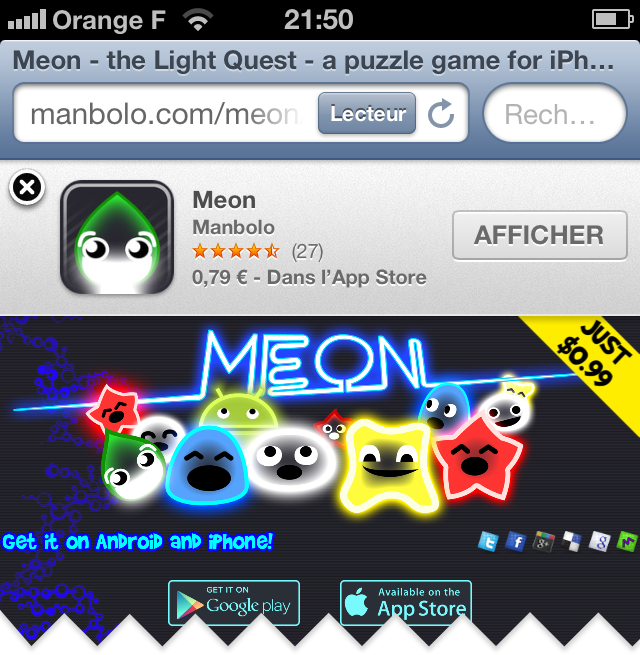 Orange F 21:50
Meon - the Light Quest - a puzzle game for iPh...
manbolo.com/meon Lecteur Rech...
Meon
Manbolo
(27)
0,79 € - Dans l'App Store
AFFICHER
MEON
JUST
$0.99
Get it on Android and iPhone!
GET IT ON
Google play
Available on the
App Store